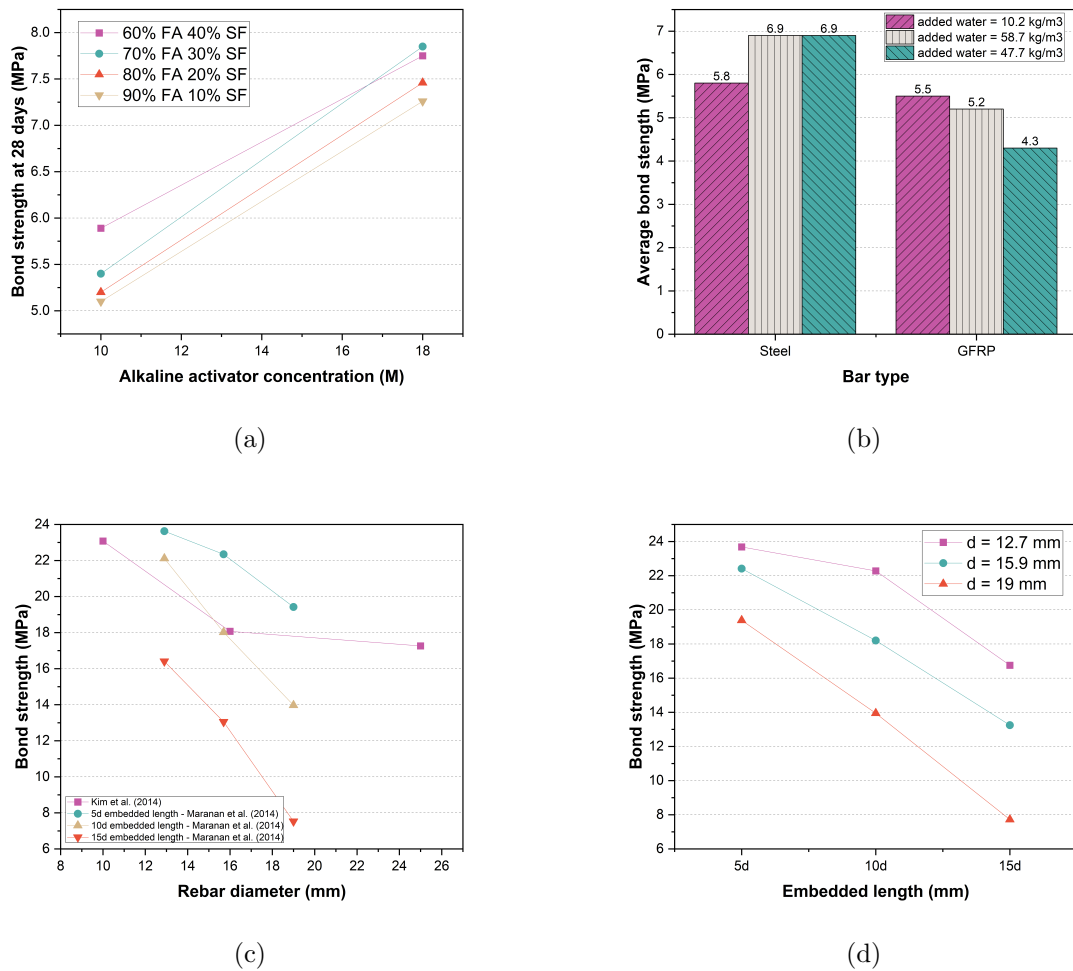 60% FA 40% SF
70% FA 30% SF
80% FA 20% SF
90% FA 10% SF
8.0
7.5
7.0
6.5
6.0
5.5
5.0
Bond strength at 28 days (MPa)
10 12 14 16 18
Alkaline activator concentration (M)
(a)
added water = 10.2 kg/m3
added water = 58.7 kg/m3
added water = 47.7 kg/m3
7
6
5
4
3
2
1
0
Average bond stength (MPa)
5.8 6.9 6.9 5.5 5.2 4.3
Steel GFRP
Bar type
(b)
24
22
20
18
16
14
12
10
8
6
Bond strength (MPa)
Kim et al. (2014)
5d embedded length - Maranan et al. (2014)
10d embedded length - Maranan et al. (2014)
15d embedded length - Maranan et al. (2014)
8 10 12 14 16 18 20 22 24 26
Rebar diameter (mm)
(c)
d = 12.7 mm
d = 15.9 mm
d = 19 mm
24
22
20
18
16
14
12
10
8
6
Bond strength (MPa)
5d 10d 15d
Embedded length (mm)
(d)